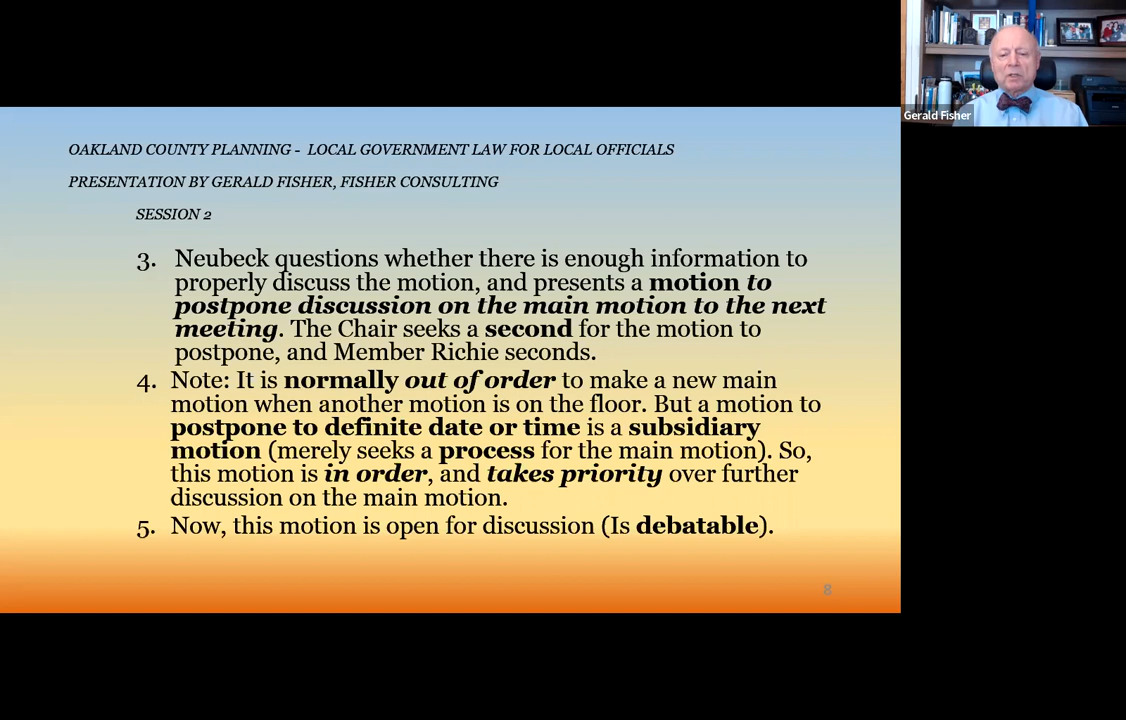 Gerald Fisher
OAKLAND COUNTY PLANNING - LOCAL GOVERNMENT LAW FOR LOCAL OFFICIALS
PRESENTATION BY GERALD FISHER, FISHER CONSULTING
SESSION 2
3. Neubeck questions whether there is enough information to
properly discuss the motion, and presents a motion to
postpone discussion on the main motion to the next
meeting. The Chair seeks a second for the motion to
postpone, and Member Richie seconds.
4. Note: It is normally out of order to make a new main
motion when another motion is on the floor. But a motion to
postpone to definite date or time is a subsidiary
motion (merely seeks a process for the main motion). So,
this motion is in order, and takes priority over further
discussion on the main motion.
5. Now, this motion is open for discussion (Is debatable).
8